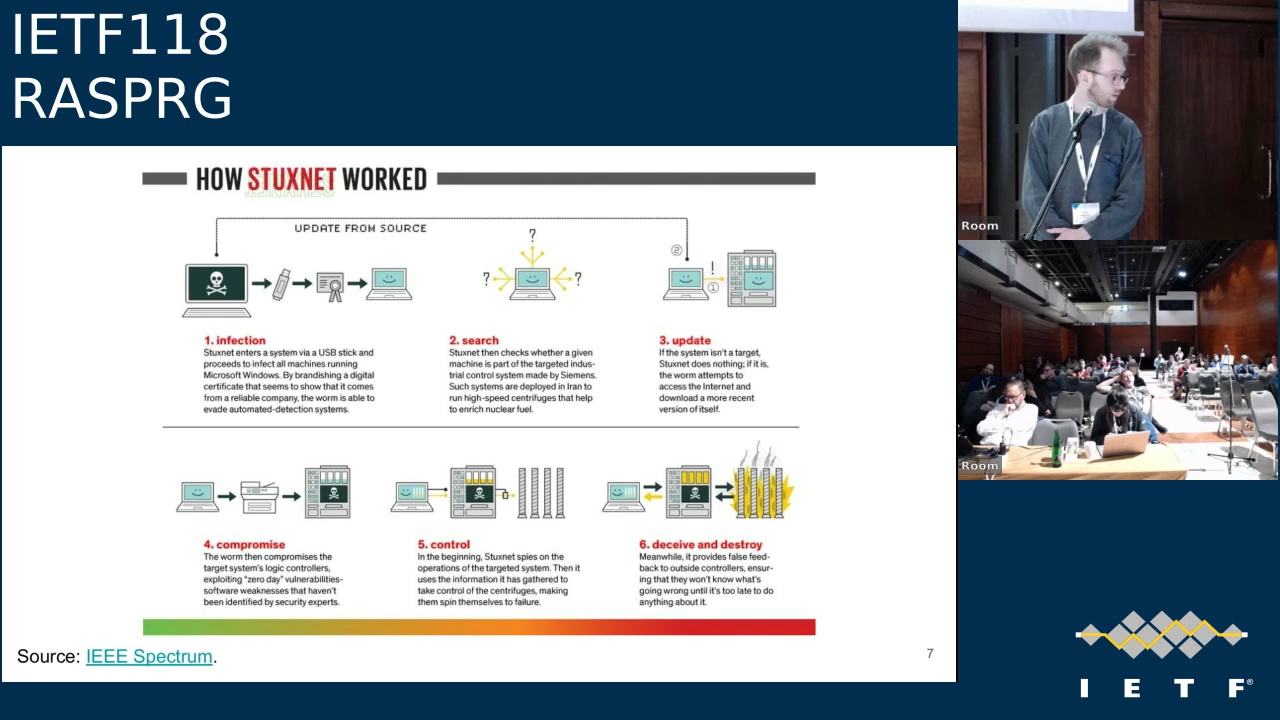 IETF118
RASPRG
HOW STUXNET WORKED
UPDATE FROM SOURCE
?
?
?
②
!
①
1. infection
Stuxnet enters a system via a USB stick and
proceeds to infect all machines running
Microsoft Windows. By brandishing a digital
certificate that seems to show that it comes
from a reliable company, the worm is able to
evade automated-detection systems.
2. search
Stuxnet then checks whether a given
machine is part of the targeted indus-
trial control system made by Siemens.
Such systems are deployed in Iran to
run high-speed centrifuges that help
to enrich nuclear fuel.
3. update
If the system isn't a target,
Stuxnet does nothing; if it is,
the worm attempts to
access the Internet and
download a more recent
version of itself.
4. compromise
The worm then compromises the
target system's logic controllers,
exploiting "zero day" vulnerabilities-
software weaknesses that haven't
been identified by security experts.
5. control
In the beginning, Stuxnet spies on the
operations of the targeted system. Then it
uses the information it has gathered to
take control of the centrifuges, making
them spin themselves to failure.
6. deceive and destroy
Meanwhile, it provides false feed-
back to outside controllers, ensur-
ing that they won't know what's
going wrong until it's too late to do
anything about it.
Source: IEEE Spectrum.
7
Room
Room
I E T F®